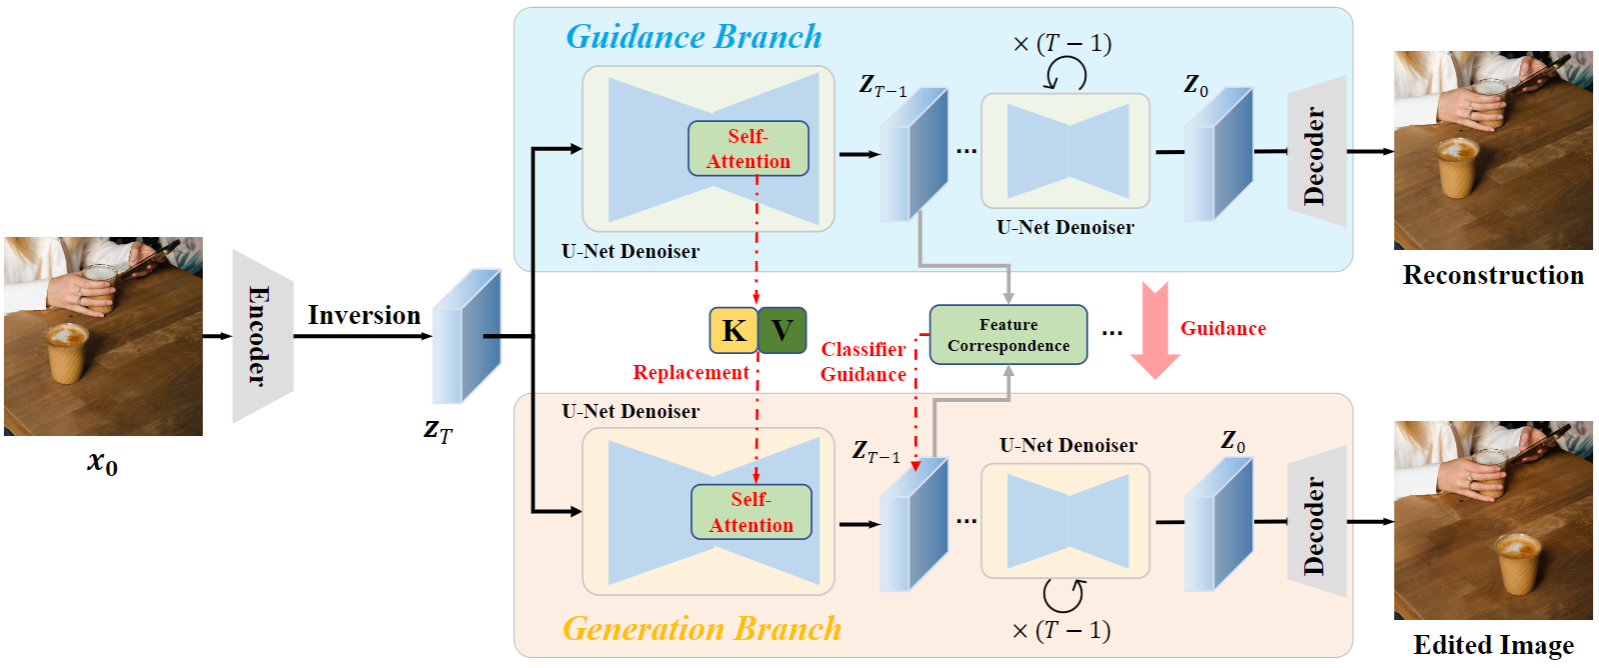 Guidance Branch
× (T − 1)
Z_{T−1}
Z_0
Self-
Attention
...
Decoder
U-Net Denoiser
U-Net Denoiser
Reconstruction
Encoder
Inversion
z_T
x_0
K V
Replacement
Classifier
Guidance
Feature
Correspondence
...
Guidance
U-Net Denoiser
Z_{T−1}
U-Net Denoiser
Z_0
Self-
Attention
...
Decoder
× (T − 1)
Generation Branch
Edited Image